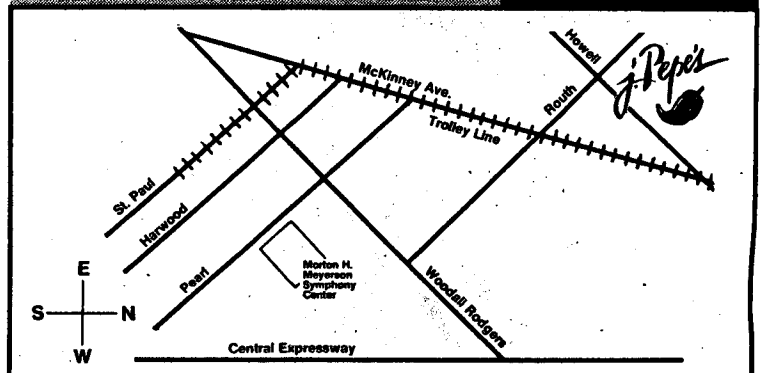 Howell
j. Pepe's
McKinney Ave.
Routh
Trolley Line
St. Paul
Harwood
Pearl
Morton H.
Meyerson
Symphony
Center
Woodall Rodgers
E
S N
W
Central Expressway